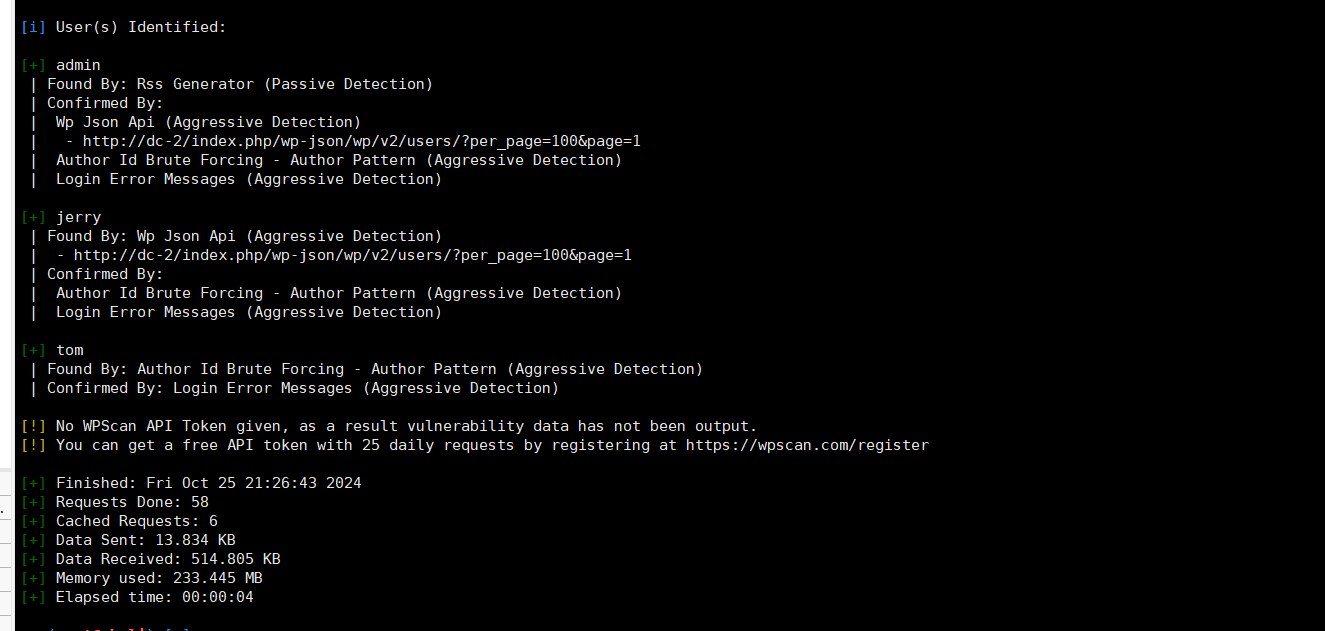 [i] User(s) Identified:
[+] admin
| Found By: Rss Generator (Passive Detection)
| Confirmed By:
|  Wp Json Api (Aggressive Detection)
|   - http://dc-2/index.php/wp-json/wp/v2/users/?per_page=100&page=1
|  Author Id Brute Forcing - Author Pattern (Aggressive Detection)
|  Login Error Messages (Aggressive Detection)
[+] jerry
| Found By: Wp Json Api (Aggressive Detection)
|  - http://dc-2/index.php/wp-json/wp/v2/users/?per_page=100&page=1
| Confirmed By:
|  Author Id Brute Forcing - Author Pattern (Aggressive Detection)
|  Login Error Messages (Aggressive Detection)
[+] tom
| Found By: Author Id Brute Forcing - Author Pattern (Aggressive Detection)
| Confirmed By: Login Error Messages (Aggressive Detection)
[!] No WPScan API Token given, as a result vulnerability data has not been output.
[!] You can get a free API token with 25 daily requests by registering at https://wpscan.com/register
[+] Finished: Fri Oct 25 21:26:43 2024
[+] Requests Done: 58
[+] Cached Requests: 6
[+] Data Sent: 13.834 KB
[+] Data Received: 514.805 KB
[+] Memory used: 233.445 MB
[+] Elapsed time: 00:00:04